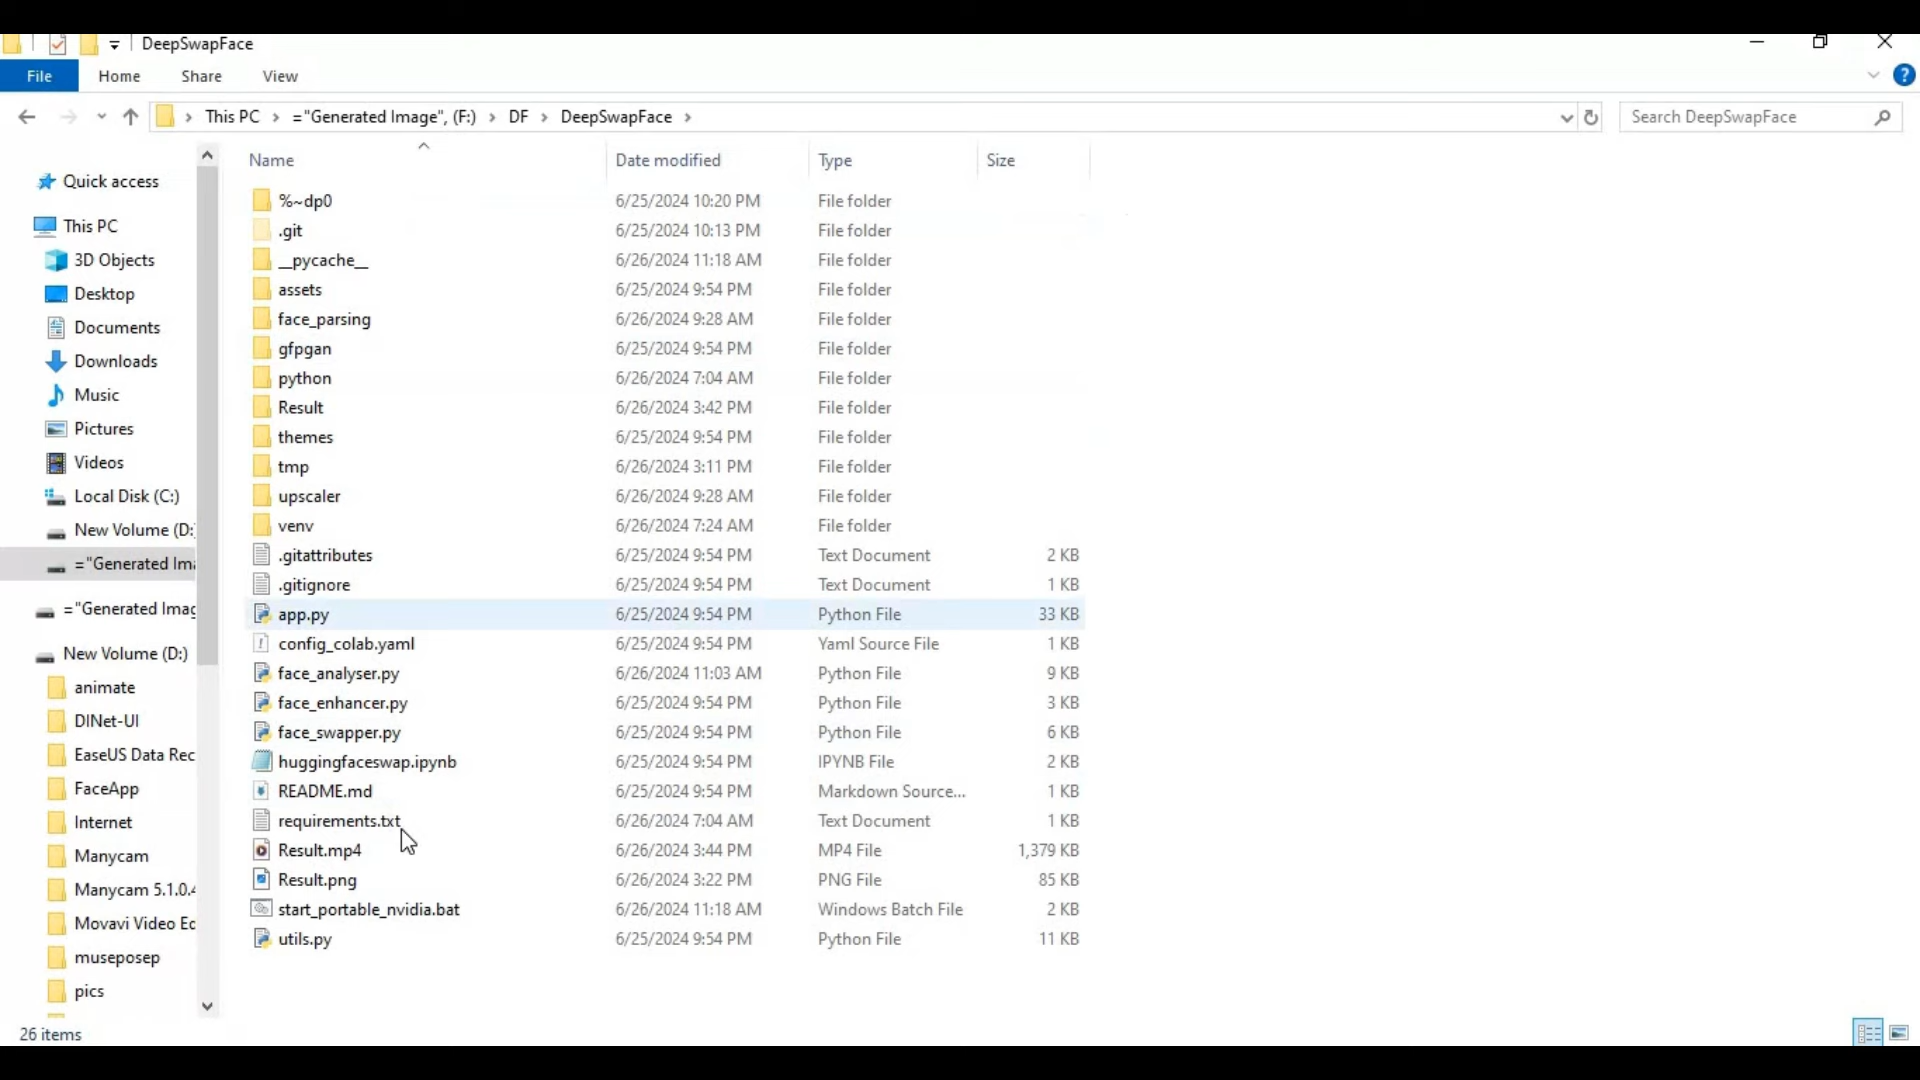 DeepSwapFace
File Home Share View
This PC > ="Generated Image", (F:) > DF > DeepSwapFace >
Search DeepSwapFace
Quick access
This PC
3D Objects
Desktop
Documents
Downloads
Music
Pictures
Videos
Local Disk (C:)
New Volume (D:
="Generated Ima
="Generated Imag
New Volume (D:)
animate
DINet-UI
EaseUS Data Rec
FaceApp
Internet
Manycam
Manycam 5.1.0.4
Movavi Video Ed
museposep
pics
Name Date modified Type Size
%~dp0 6/25/2024 10:20 PM File folder
.git 6/25/2024 10:13 PM File folder
__pycache__ 6/26/2024 11:18 AM File folder
assets 6/25/2024 9:54 PM File folder
face_parsing 6/26/2024 9:28 AM File folder
gfpgan 6/25/2024 9:54 PM File folder
python 6/26/2024 7:04 AM File folder
Result 6/26/2024 3:42 PM File folder
themes 6/25/2024 9:54 PM File folder
tmp 6/26/2024 3:11 PM File folder
upscaler 6/26/2024 9:28 AM File folder
venv 6/26/2024 7:24 AM File folder
.gitattributes 6/25/2024 9:54 PM Text Document 2 KB
.gitignore 6/25/2024 9:54 PM Text Document 1 KB
app.py 6/25/2024 9:54 PM Python File 33 KB
config_colab.yaml 6/25/2024 9:54 PM Yaml Source File 1 KB
face_analyser.py 6/26/2024 11:03 AM Python File 9 KB
face_enhancer.py 6/25/2024 9:54 PM Python File 3 KB
face_swapper.py 6/25/2024 9:54 PM Python File 6 KB
huggingfaceswap.ipynb 6/25/2024 9:54 PM IPYNB File 2 KB
README.md 6/25/2024 9:54 PM Markdown Source... 1 KB
requirements.txt 6/26/2024 7:04 AM Text Document 1 KB
Result.mp4 6/26/2024 3:44 PM MP4 File 1,379 KB
Result.png 6/26/2024 3:22 PM PNG File 85 KB
start_portable_nvidia.bat 6/26/2024 11:18 AM Windows Batch File 2 KB
utils.py 6/25/2024 9:54 PM Python File 11 KB
26 items